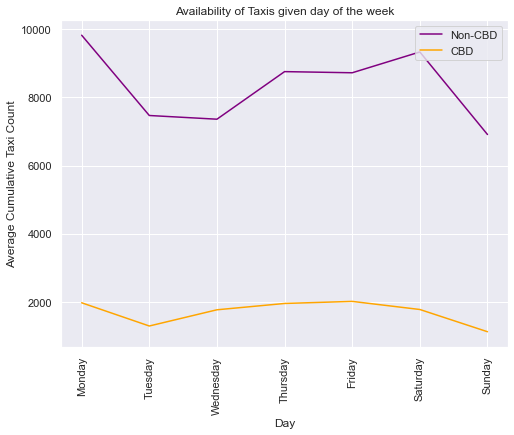 Availability of Taxis given day of the week
Non-CBD
CBD
Average Cumulative Taxi Count
10000
8000
6000
4000
2000
Monday
Tuesday
Wednesday
Thursday
Friday
Saturday
Sunday
Day